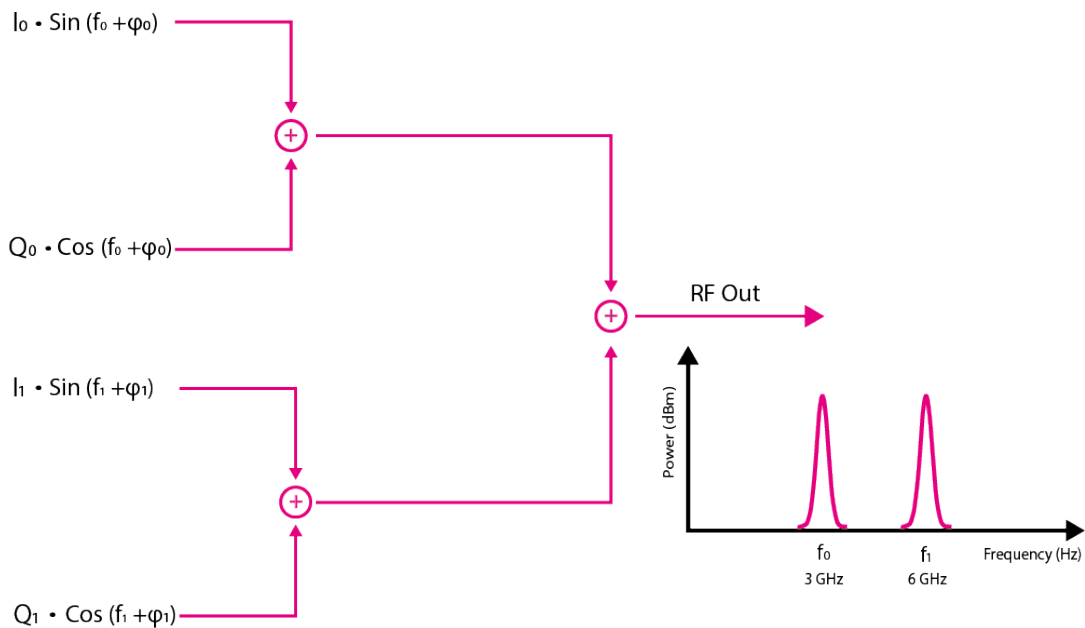 I₀ • Sin (f₀ +φ₀)
+
Q₀ • Cos (f₀ +φ₀)
RF Out
+
I₁ • Sin (f₁ +φ₁)
+
Q₁ • Cos (f₁ +φ₁)
Power (dBm)
f₀
f₁
Frequency (Hz)
3 GHz
6 GHz